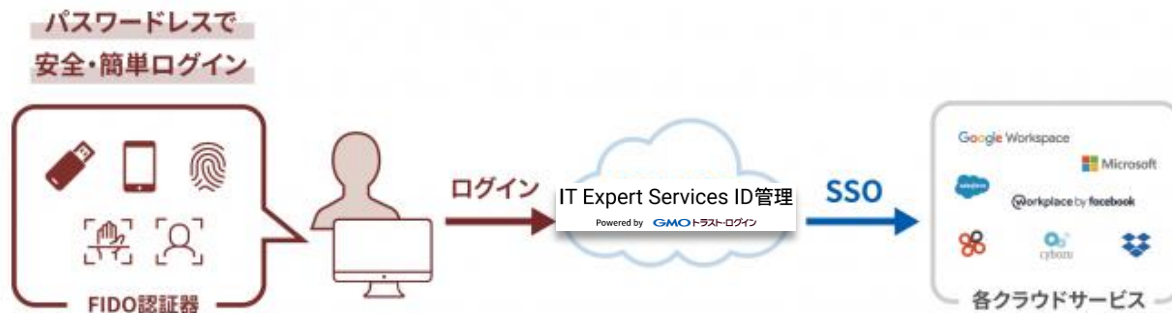 パスワードレスで
安全・簡単ログイン
FIDO認証器
ログイン
IT Expert Services ID管理
Powered by GMOトラスト・ログイン
SSO
Google Workspace
Microsoft
salesforce
Workplace by facebook
cybozu
各クラウドサービス